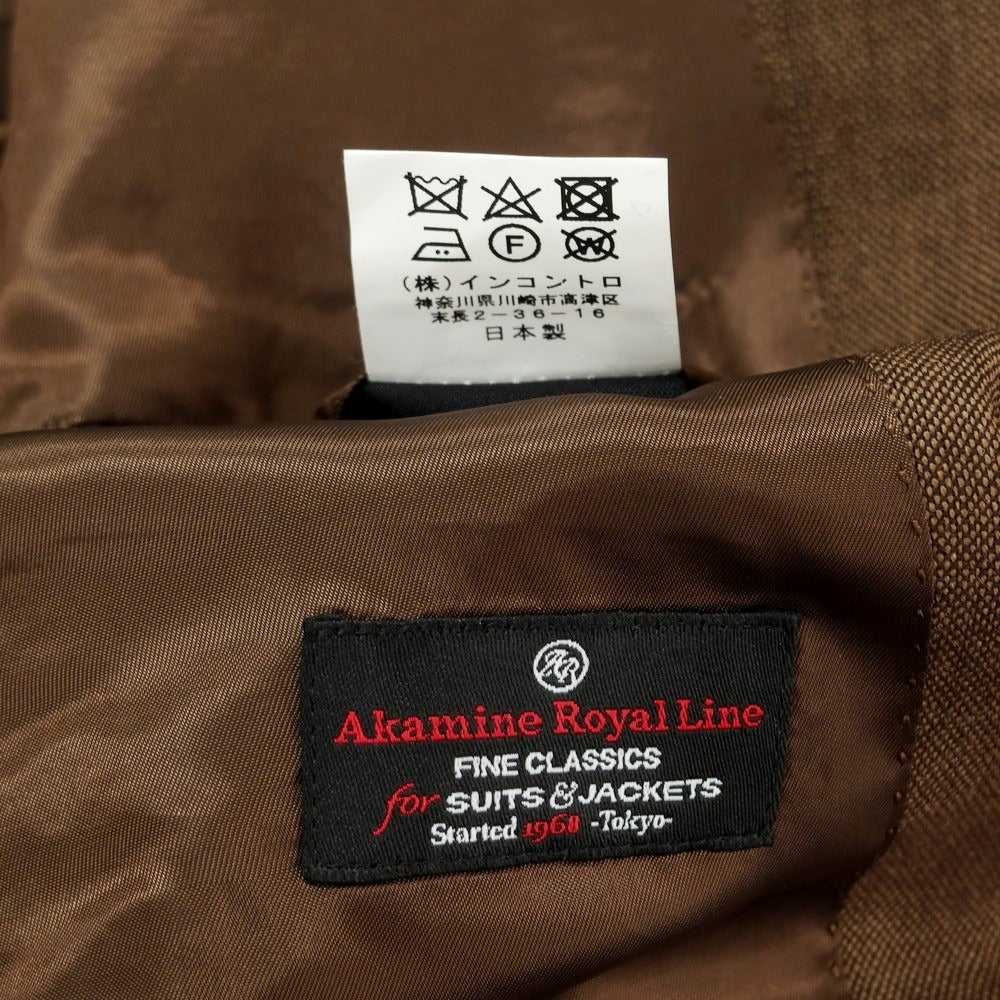 F W
(株)インコントロ
神奈川県川崎市高津区
末長2-36-16
日本製
AR
Akamine Royal Line
FINE CLASSICS
for SUITS & JACKETS
Started 1968 -Tokyo-